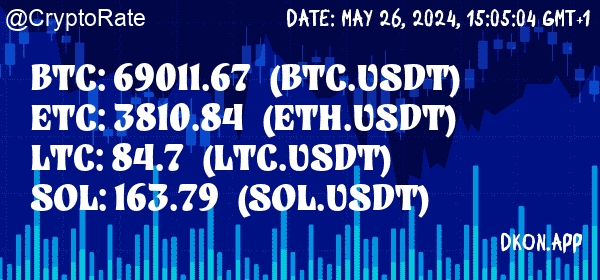 @CryptoRate
DATE: MAY 26, 2024, 15:05:04 GMT+1
BTC: 69011.67 (BTC.USDT)
ETC: 3810.84 (ETH.USDT)
LTC: 84.7 (LTC.USDT)
SOL: 163.79 (SOL.USDT)
DKON.APP